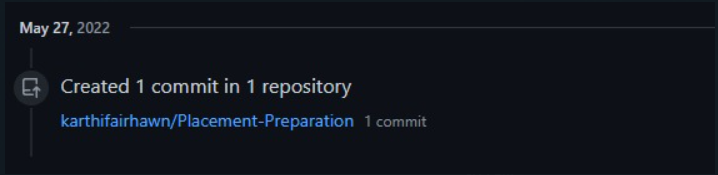 May 27, 2022
Created 1 commit in 1 repository
karthifairhawn/Placement-Preparation 1 commit